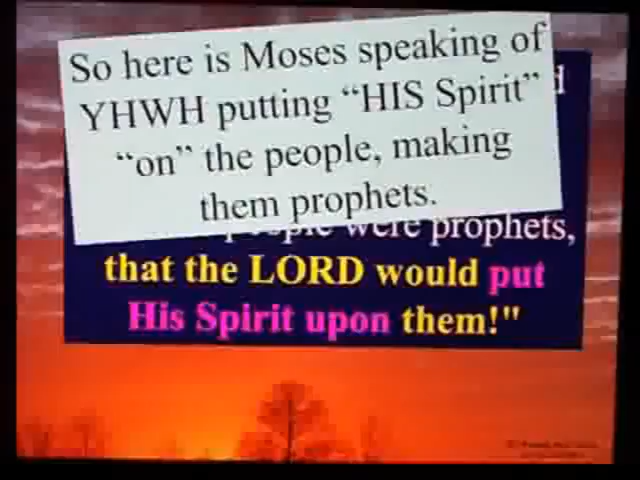 So here is Moses speaking of
YHWH putting “HIS Spirit”
“on” the people, making
them prophets.
people were prophets,
that the LORD would put
His Spirit upon them!"